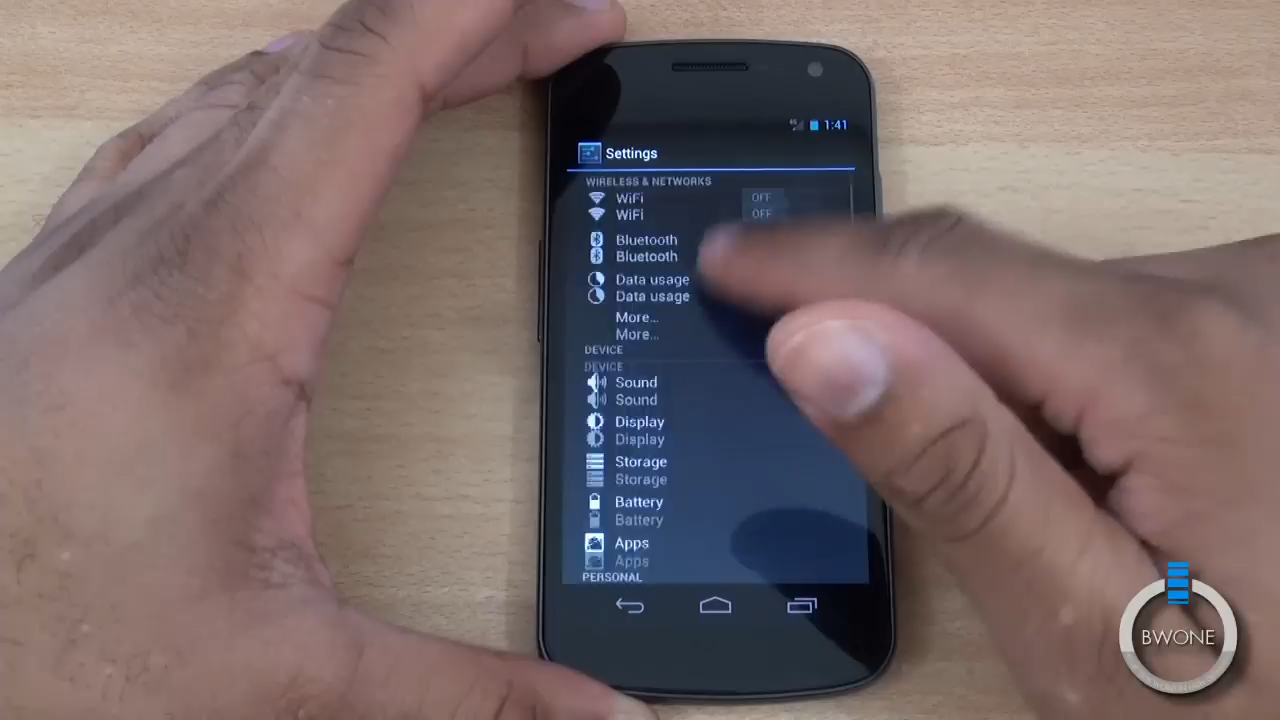 4G 1:41
Settings
WIRELESS & NETWORKS
WiFi OFF
WiFi OFF
Bluetooth
Bluetooth
Data usage
Data usage
More...
More...
DEVICE
DEVICE
Sound
Sound
Display
Display
Storage
Storage
Battery
Battery
Apps
Apps
PERSONAL
BWONE